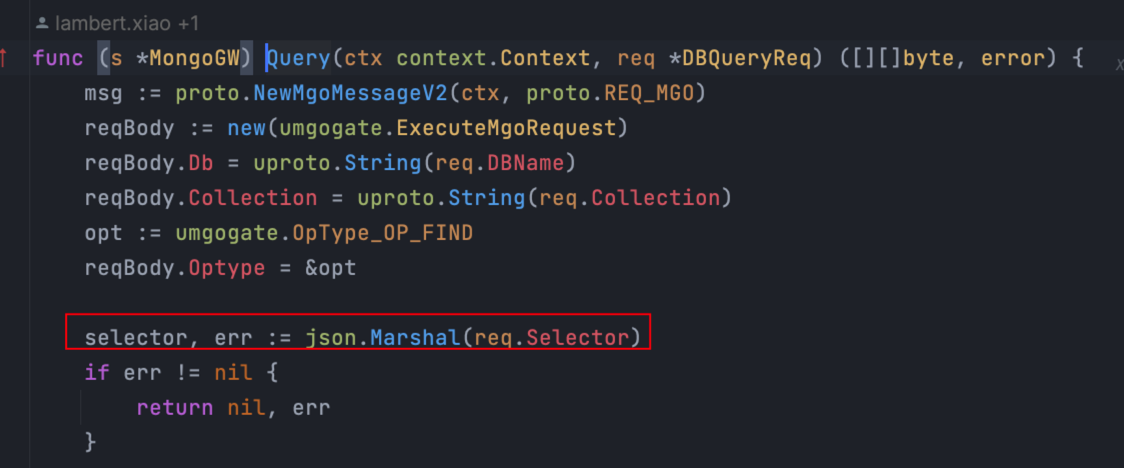 lambert.xiao +1
func (s *MongoGW) Query(ctx context.Context, req *DBQueryReq) ([][]byte, error) {
    msg := proto.NewMgoMessageV2(ctx, proto.REQ_MGO)
    reqBody := new(umgogate.ExecuteMgoRequest)
    reqBody.Db = uproto.String(req.DBName)
    reqBody.Collection = uproto.String(req.Collection)
    opt := umgogate.OpType_OP_FIND
    reqBody.Optype = &opt
    selector, err := json.Marshal(req.Selector)
    if err != nil {
        return nil, err
    }